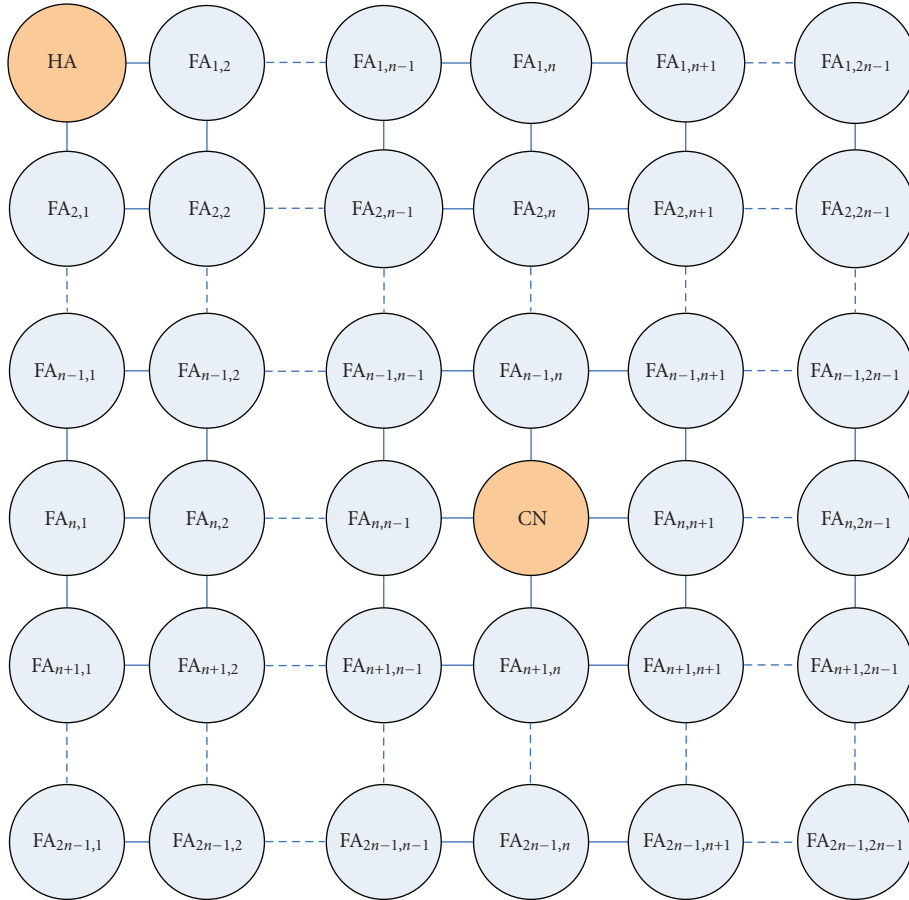 HA FA1,2 FA1,n−1 FA1,n FA1,n+1 FA1,2n−1
FA2,1 FA2,2 FA2,n−1 FA2,n FA2,n+1 FA2,2n−1
FAn−1,1 FAn−1,2 FAn−1,n−1 FAn−1,n FAn−1,n+1 FAn−1,2n−1
FAn,1 FAn,2 FAn,n−1 CN FAn,n+1 FAn,2n−1
FAn+1,1 FAn+1,2 FAn+1,n−1 FAn+1,n FAn+1,n+1 FAn+1,2n−1
FA2n−1,1 FA2n−1,2 FA2n−1,n−1 FA2n−1,n FA2n−1,n+1 FA2n−1,2n−1